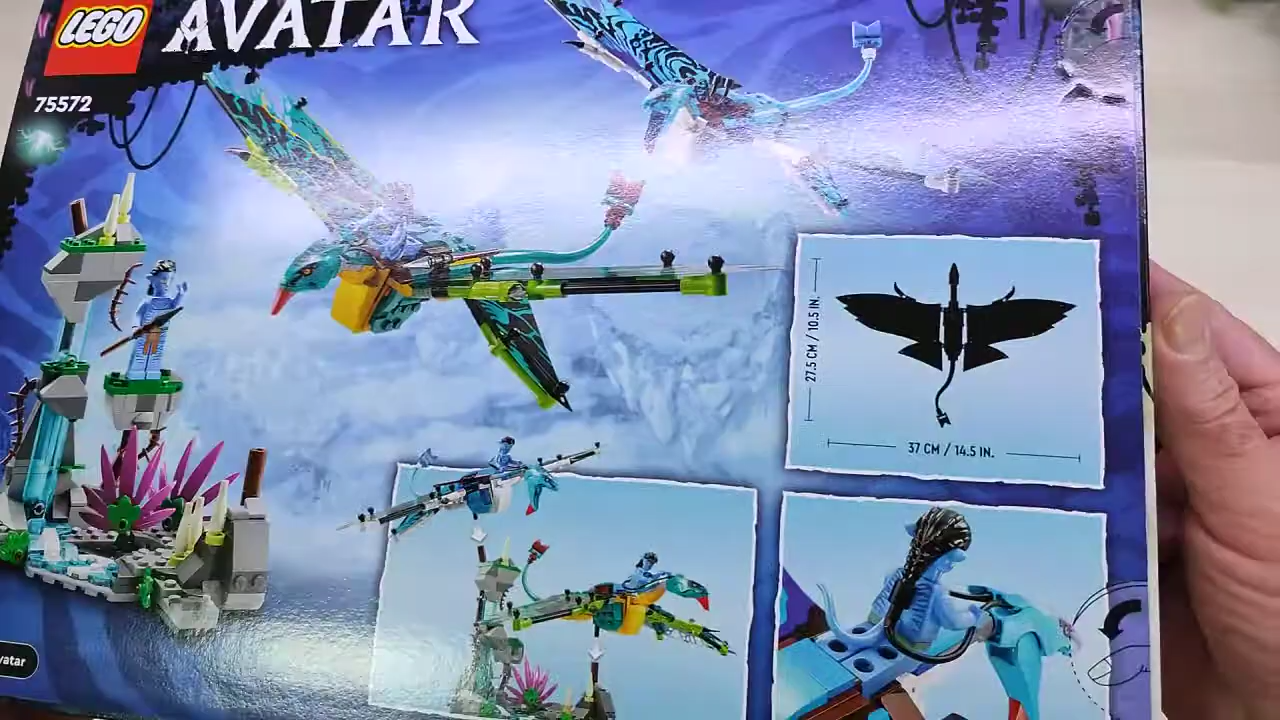 LEGO
AVATAR
75572
27.5 CM / 10.5 IN.
37 CM / 14.5 IN.
vatar